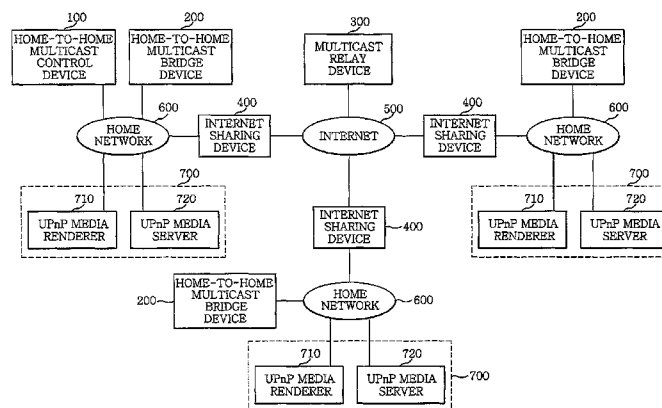 100
HOME-TO-HOME
MULTICAST
CONTROL
DEVICE
200
HOME-TO-HOME
MULTICAST
BRIDGE
DEVICE
300
MULTICAST
RELAY
DEVICE
200
HOME-TO-HOME
MULTICAST
BRIDGE
DEVICE
600
HOME
NETWORK
400
INTERNET
SHARING
DEVICE
500
INTERNET
400
INTERNET
SHARING
DEVICE
600
HOME
NETWORK
700
710
UPnP MEDIA
RENDERER
720
UPnP MEDIA
SERVER
INTERNET
SHARING
DEVICE
400
700
710
UPnP MEDIA
RENDERER
720
UPnP MEDIA
SERVER
200
HOME-TO-HOME
MULTICAST
BRIDGE
DEVICE
HOME
NETWORK
600
710
UPnP MEDIA
RENDERER
720
UPnP MEDIA
SERVER
700